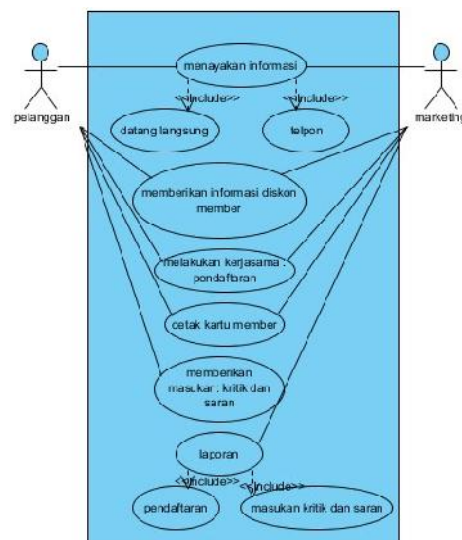 menayakan informasi
<<Include>>
<<Include>>
pelanggan
marketing
datang langsung
telpon
memberikan informasi diskon
member
melakukan kerjasama :
pendaftaran
cetak kartu member
memberikan
masukan : kritik dan
saran
laporan
<<Include>>
<<Include>>
pendaftaran
masukan kritik dan saran